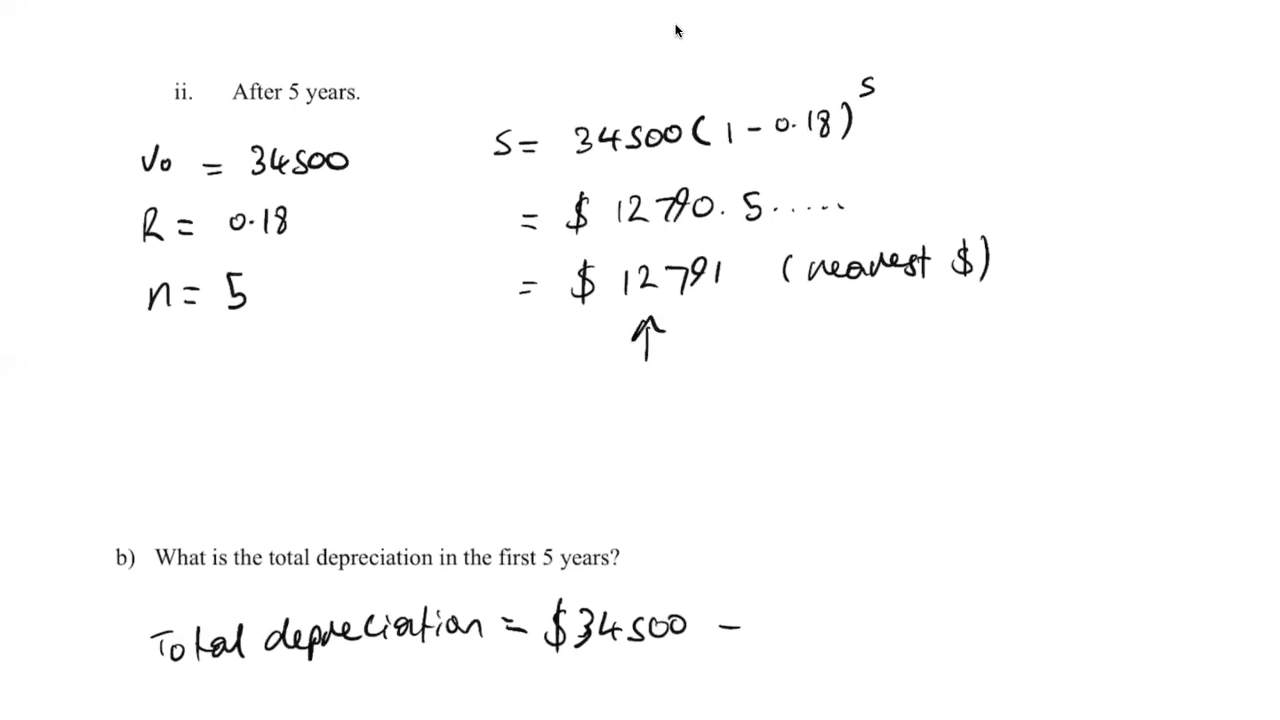 ii. After 5 years.
V₀ = 34500
R = 0.18
n = 5
S = 34500(1 - 0.18)⁵
= $ 12790.5.....
= $ 12791 (nearest $)
↑
b) What is the total depreciation in the first 5 years?
Total depreciation = $34500 -